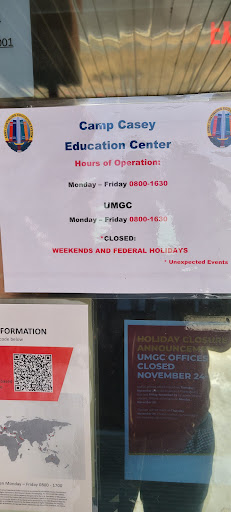 001
Camp Casey
Education Center
Hours of Operation:
Monday – Friday 0800-1630
UMGC
Monday – Friday 0800-1630
*CLOSED:
WEEKENDS AND FEDERAL HOLIDAYS
* Unexpected Events
FORMATION
HOLIDAY CLOSURE
ANNOUNCEMENT
UMGC OFFICES
CLOSED
NOVEMBER 24